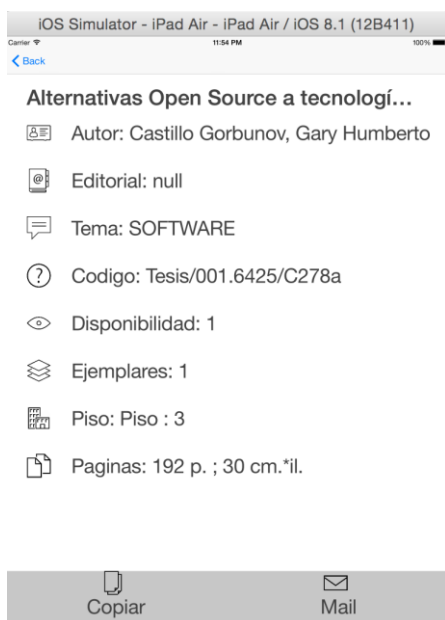 iOS Simulator - iPad Air - iPad Air / iOS 8.1 (12B411)
Carrier 11:54 PM 100%
Back
Alternativas Open Source a tecnologí…
Autor: Castillo Gorbunov, Gary Humberto
Editorial: null
Tema: SOFTWARE
Codigo: Tesis/001.6425/C278a
Disponibilidad: 1
Ejemplares: 1
Piso: Piso : 3
Paginas: 192 p. ; 30 cm.*il.
Copiar Mail